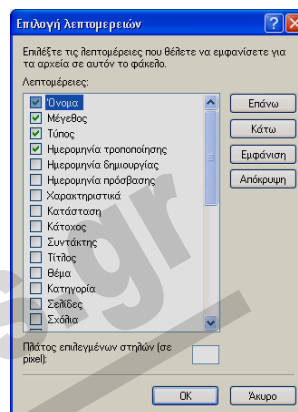 Επιλογή λεπτομερειών
Επιλέξτε τις λεπτομέρειες που θέλετε να εμφανίσετε για
τα αρχεία σε αυτόν το φάκελο.
Λεπτομέρειες:
Όνομα
Μέγεθος
Τύπος
Ημερομηνία τροποποίησης
Ημερομηνία δημιουργίας
Ημερομηνία πρόσβασης
Χαρακτηριστικά
Κατάσταση
Κάτοχος
Συντάκτης
Τίτλος
Θέμα
Κατηγορία
Σελίδες
Σχόλια
Επάνω
Κάτω
Εμφάνιση
Απόκρυψη
Πλάτος επιλεγμένων στηλών (σε
pixel):
OK
Άκυρο
s.gr